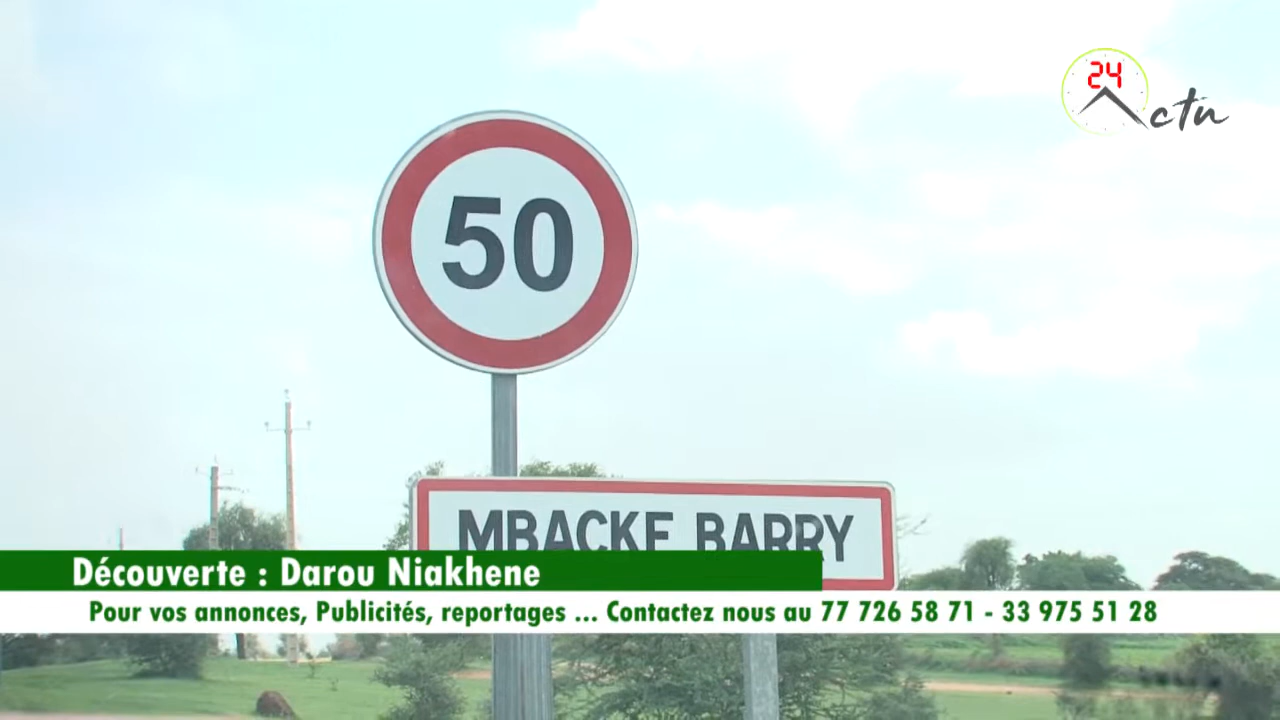 24
Actu
50
MBACKE BARRY
Découverte : Darou Niakhene
Pour vos annonces, Publicités, reportages ... Contactez nous au 77 726 58 71 - 33 975 51 28